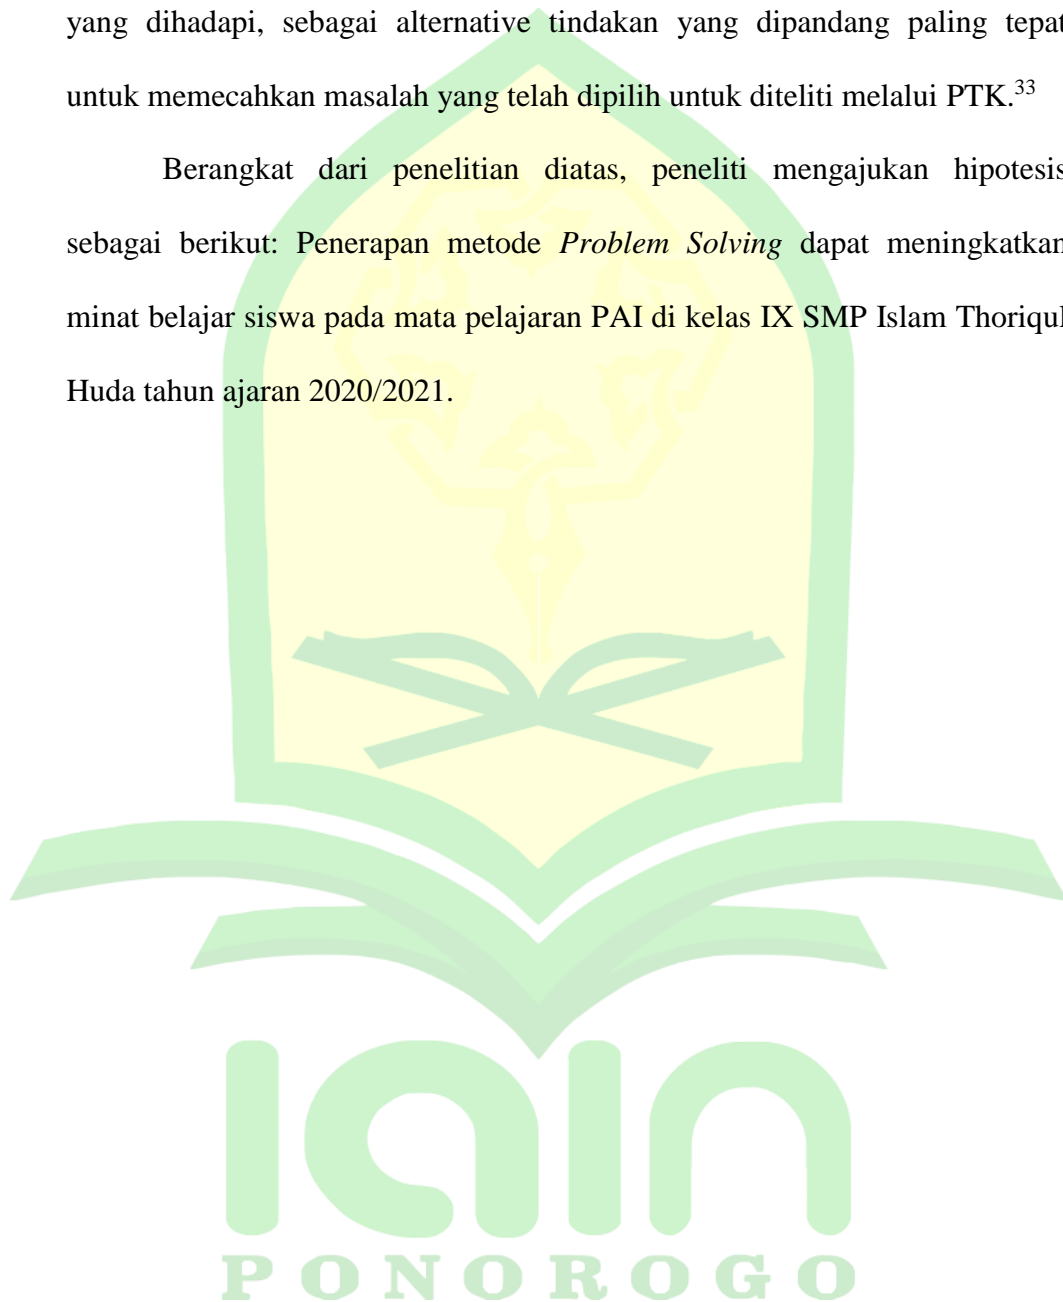 yang dihadapi, sebagai alternative tindakan yang dipandang paling tepat
untuk memecahkan masalah yang telah dipilih untuk diteliti melalui PTK.³³
Berangkat dari penelitian diatas, peneliti mengajukan hipotesis
sebagai berikut: Penerapan metode Problem Solving dapat meningkatkan
minat belajar siswa pada mata pelajaran PAI di kelas IX SMP Islam Thoriqul
Huda tahun ajaran 2020/2021.
IAIN
PONOROGO